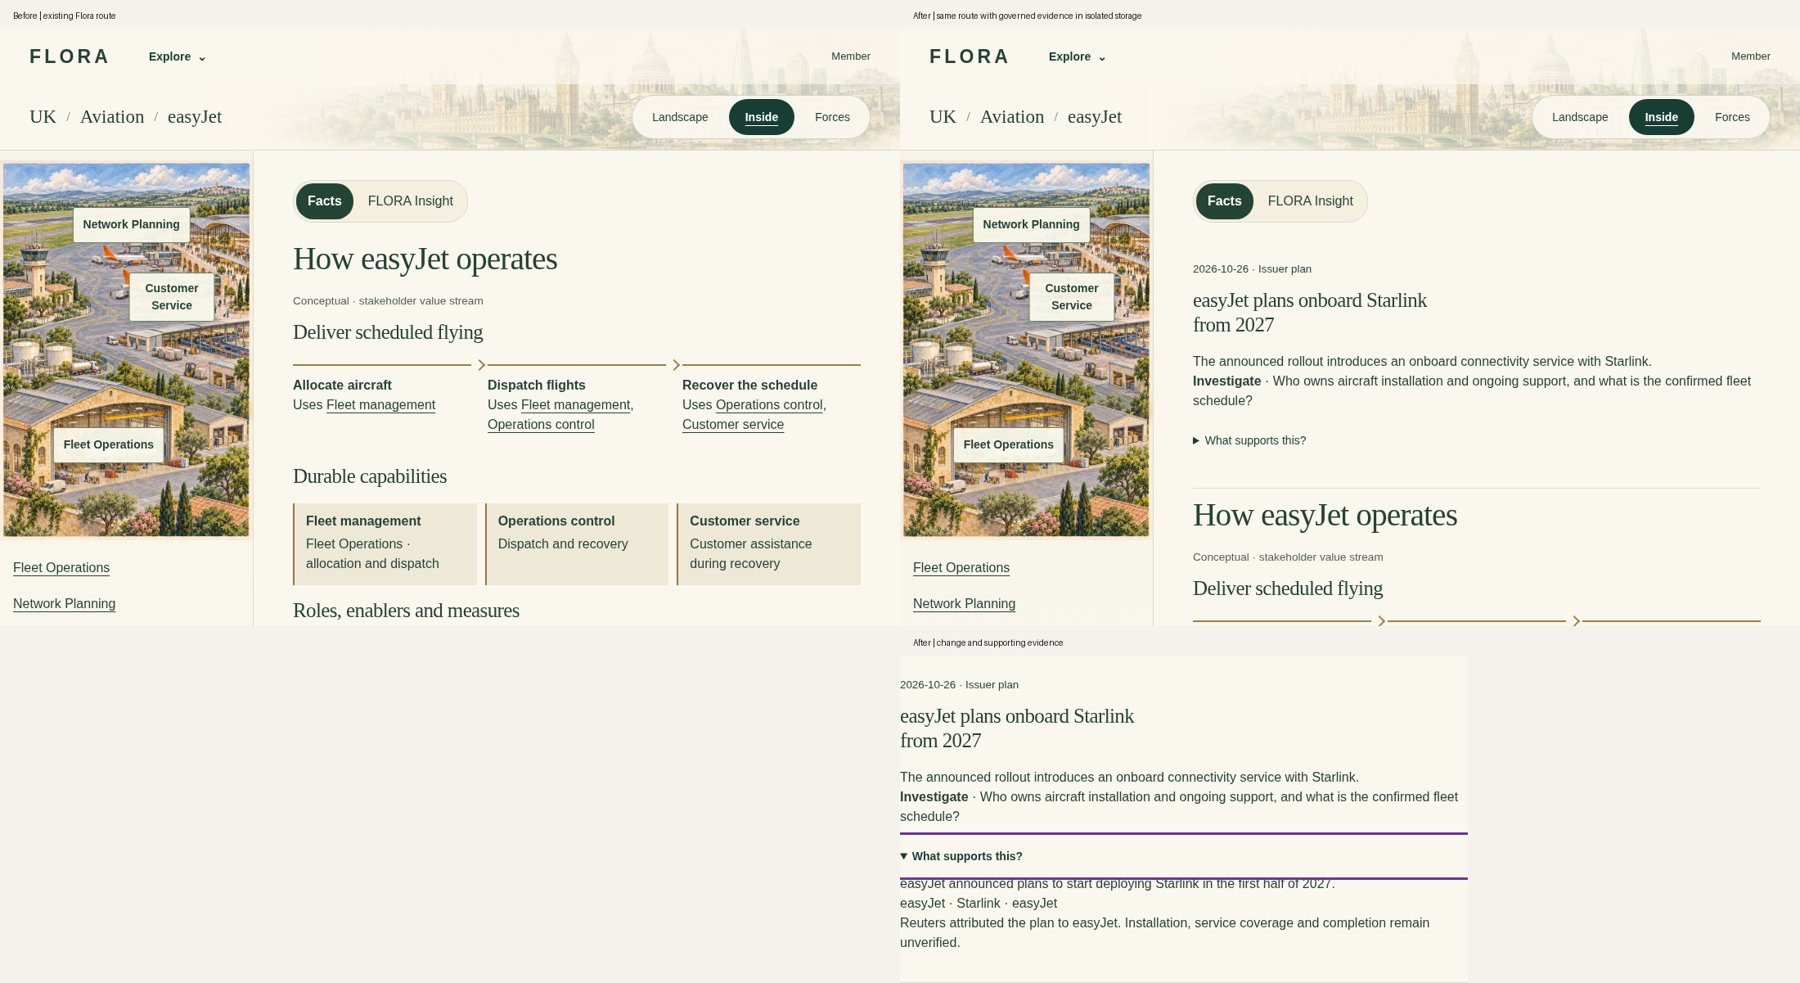 Before | existing Flora route
FLORA
Explore
Member
UK / Aviation / easyJet
Landscape
Inside
Forces
Network Planning
Customer
Service
Fleet Operations
Fleet Operations
Network Planning
Facts
FLORA Insight
How easyJet operates
Conceptual · stakeholder value stream
Deliver scheduled flying
Allocate aircraft
Uses Fleet management
Dispatch flights
Uses Fleet management,
Operations control
Recover the schedule
Uses Operations control,
Customer service
Durable capabilities
Fleet management
Fleet Operations ·
allocation and dispatch
Operations control
Dispatch and recovery
Customer service
Customer assistance
during recovery
Roles, enablers and measures
After | same route with governed evidence in isolated storage
FLORA
Explore
Member
UK / Aviation / easyJet
Landscape
Inside
Forces
Network Planning
Customer
Service
Fleet Operations
Fleet Operations
Network Planning
Facts
FLORA Insight
2026-10-26 · Issuer plan
easyJet plans onboard Starlink
from 2027
The announced rollout introduces an onboard connectivity service with Starlink.
Investigate · Who owns aircraft installation and ongoing support, and what is the confirmed fleet
schedule?
What supports this?
How easyJet operates
Conceptual · stakeholder value stream
Deliver scheduled flying
After | change and supporting evidence
2026-10-26 · Issuer plan
easyJet plans onboard Starlink
from 2027
The announced rollout introduces an onboard connectivity service with Starlink.
Investigate · Who owns aircraft installation and ongoing support, and what is the confirmed fleet
schedule?
What supports this?
easyJet announced plans to start deploying Starlink in the first half of 2027.
easyJet · Starlink · easyJet
Reuters attributed the plan to easyJet. Installation, service coverage and completion remain
unverified.